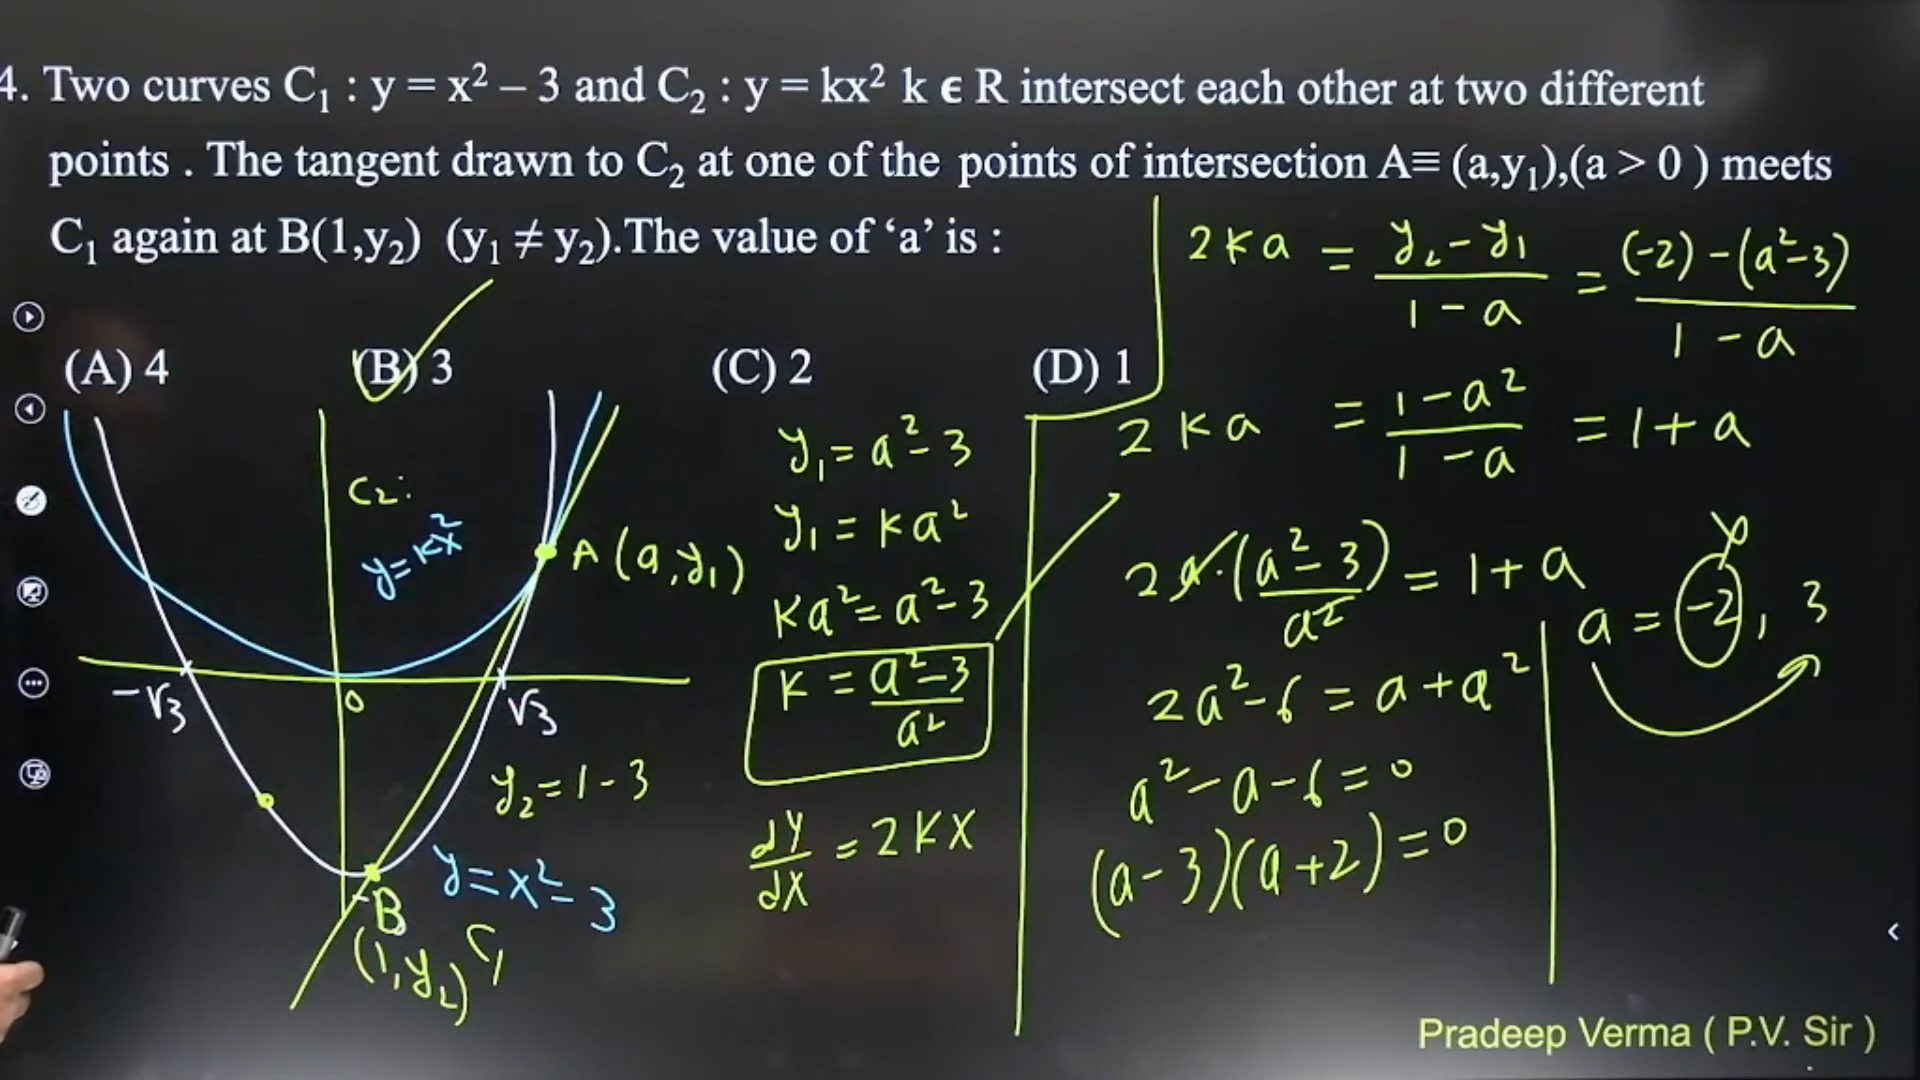 4. Two curves C₁ : y = x² – 3 and C₂ : y = kx² k ϵ R intersect each other at two different
points . The tangent drawn to C₂ at one of the points of intersection A≡ (a,y₁),(a > 0 ) meets
C₁ again at B(1,y₂) (y₁ ≠ y₂).The value of ‘a’ is :
(A) 4 (B) 3 (C) 2 (D) 1
C₂:
y=kx²
A (a,y₁)
-√3
0
√3
y₂=1-3
y=x²-3
B
(1,y₂)
C₁
y₁=a²-3
y₁=ka²
ka²=a²-3
k=(a²-3)/a²
dy/dx=2kx
2ka = (y₂-y₁)/(1-a) = ((-2)-(a²-3))/(1-a)
2ka = (1-a²)/(1-a) = 1+a
2a·(a²-3)/a² = 1+a
2a²-6=a+a²
a²-a-6=0
(a-3)(a+2)=0
a=-2, 3
Pradeep Verma ( P.V. Sir )